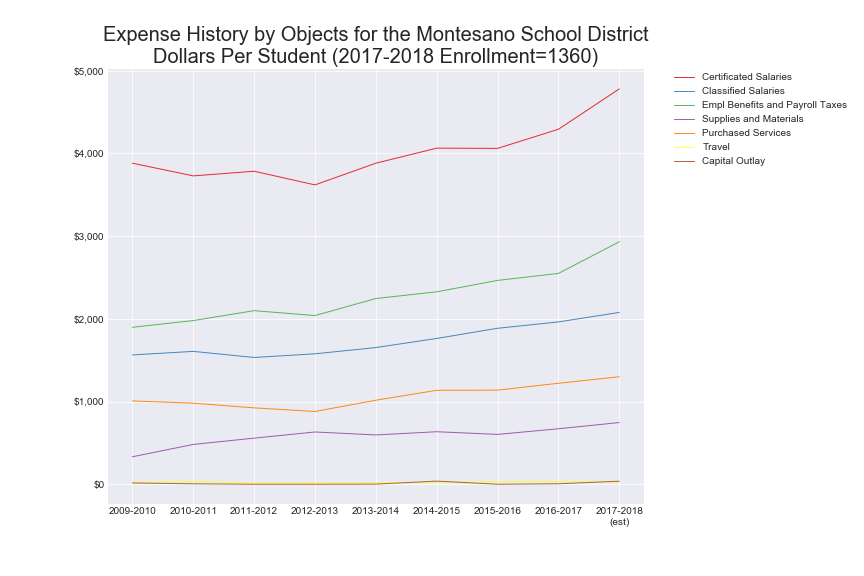 Expense History by Objects for the Montesano School District
Dollars Per Student (2017-2018 Enrollment=1360)
$5,000
$4,000
$3,000
$2,000
$1,000
$0
2009-2010
2010-2011
2011-2012
2012-2013
2013-2014
2014-2015
2015-2016
2016-2017
2017-2018
(est)
Certificated Salaries
Classified Salaries
Empl Benefits and Payroll Taxes
Supplies and Materials
Purchased Services
Travel
Capital Outlay